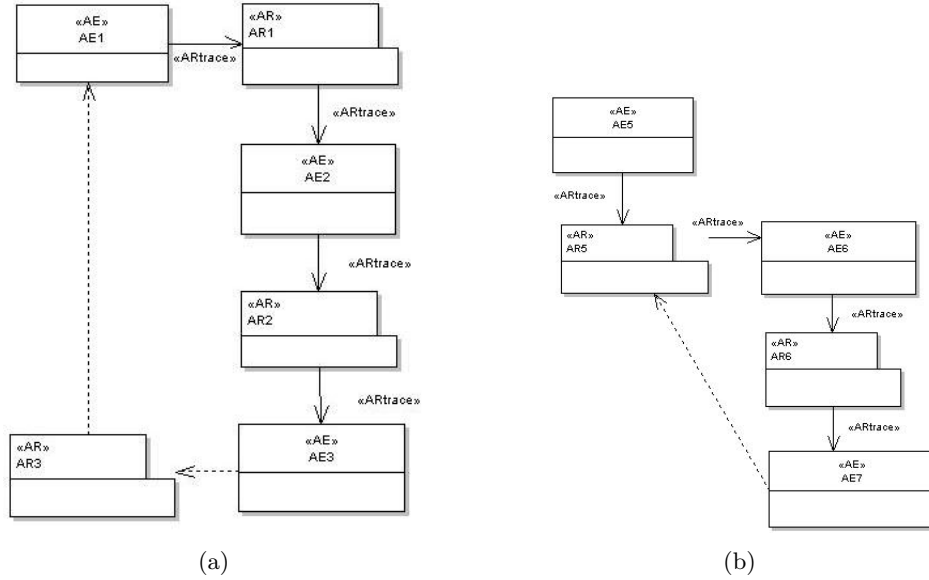 «AE»
AE1
«ARtrace»
«AR»
AR1
«ARtrace»
«AE»
AE2
«ARtrace»
«AR»
AR2
«ARtrace»
«AE»
AE3
«AR»
AR3
(a)
«AE»
AE5
«ARtrace»
«AR»
AR5
«ARtrace»
«AE»
AE6
«ARtrace»
«AR»
AR6
«ARtrace»
«AE»
AE7
(b)